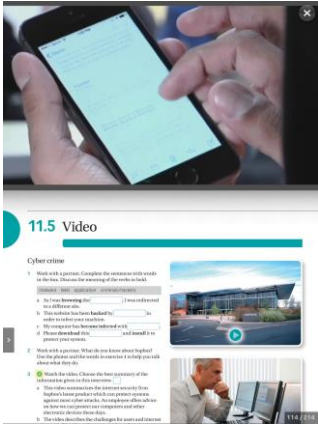 11.5 Video
Cyber crime
1 Work with a partner. Complete the sentences with words
in the box. Discuss the meaning of the verbs in bold.
malware web application criminals/hackers
a As I was browsing the , I was redirected
to a different site.
b This website has been hacked by in
order to infect your machine.
c My computer has become infected with
d Please download this and install it to
protect your system.
2 Work with a partner. What do you know about Sophos?
Use the photos and the words in exercise 1 to help you talk
about what they do.
3 Watch the video. Choose the best summary of the
information given in this interview.
a This video summarizes the internet security firm
Sophos's latest product which can protect systems
against most cyber attacks. An employee offers advice
on how we can protect our computers and other
electronic devices these days.
b The video describes the challenges for users and internet
114/214